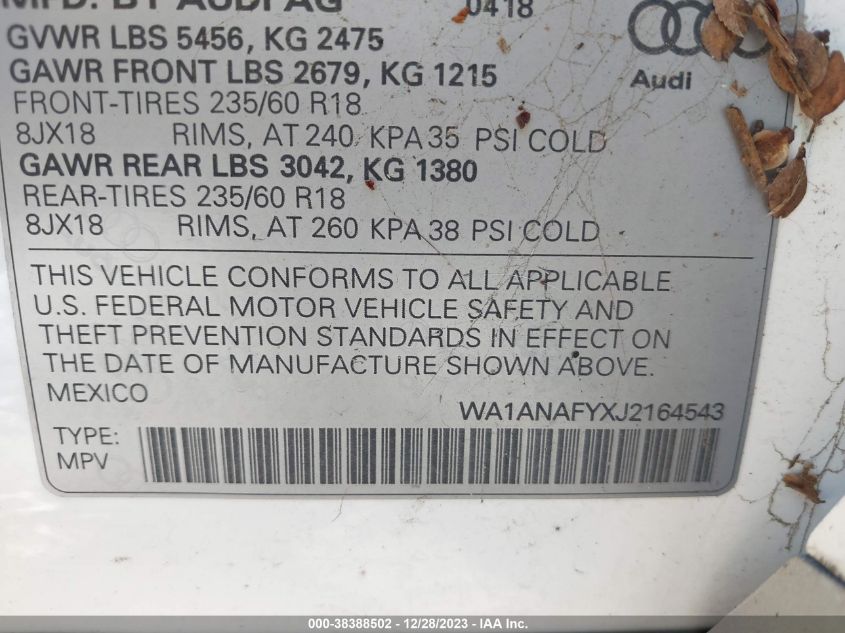 MFD. BY AUDI AG 0418
GVWR LBS 5456, KG 2475
GAWR FRONT LBS 2679, KG 1215
Audi
FRONT-TIRES 235/60 R18
8JX18 RIMS, AT 240 KPA 35 PSI COLD
GAWR REAR LBS 3042, KG 1380
REAR-TIRES 235/60 R18
8JX18 RIMS, AT 260 KPA 38 PSI COLD
THIS VEHICLE CONFORMS TO ALL APPLICABLE
U.S. FEDERAL MOTOR VEHICLE SAFETY AND
THEFT PREVENTION STANDARDS IN EFFECT ON
THE DATE OF MANUFACTURE SHOWN ABOVE.
MEXICO
WA1ANAFYXJ2164543
TYPE:
MPV
000-38388502 - 12/28/2023 - IAA Inc.